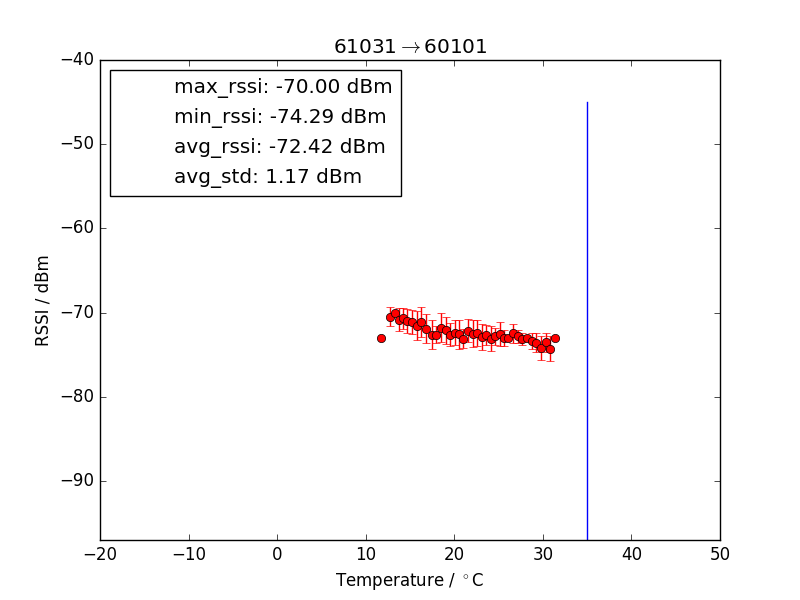 61031→60101
max_rssi: -70.00 dBm
min_rssi: -74.29 dBm
avg_rssi: -72.42 dBm
avg_std: 1.17 dBm
RSSI / dBm
−40
−50
−60
−70
−80
−90
−20
−10
0
10
20
30
40
50
Temperature / °C